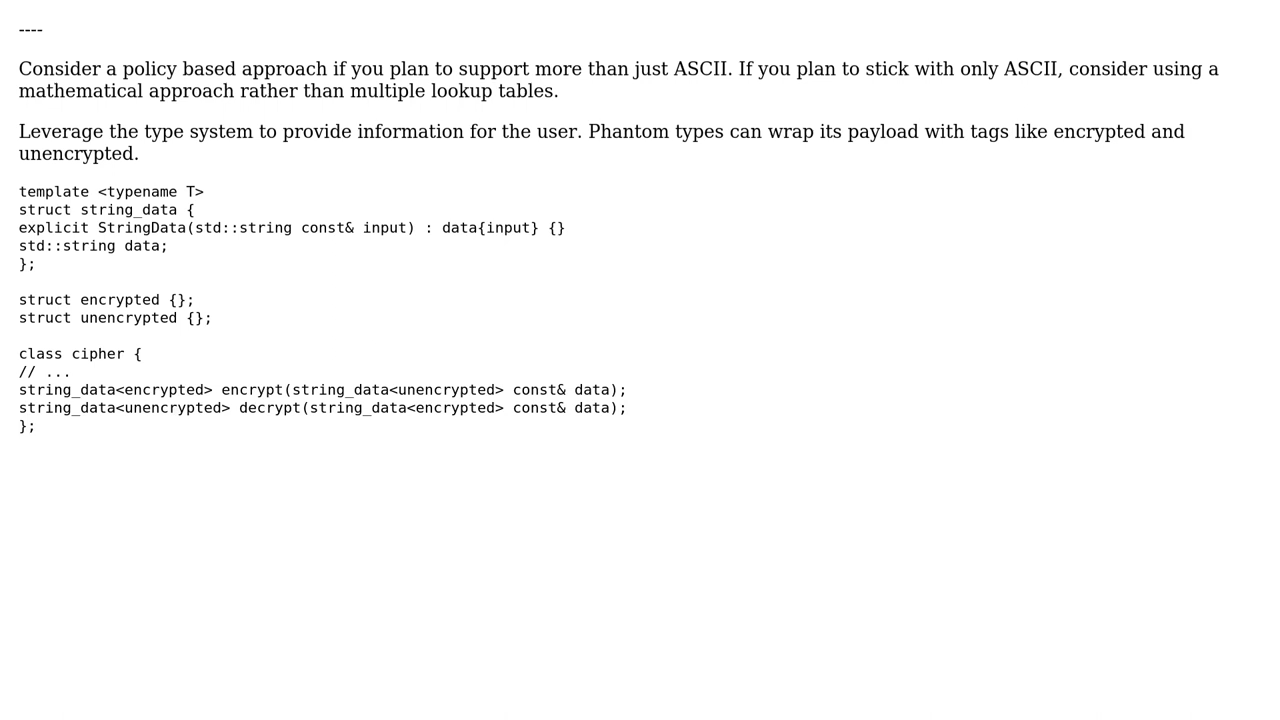 ----
Consider a policy based approach if you plan to support more than just ASCII. If you plan to stick with only ASCII, consider using a
mathematical approach rather than multiple lookup tables.
Leverage the type system to provide information for the user. Phantom types can wrap its payload with tags like encrypted and
unencrypted.
template <typename T>
struct string_data {
explicit StringData(std::string const& input) : data{input} {}
std::string data;
};
struct encrypted {};
struct unencrypted {};
class cipher {
// ...
string_data<encrypted> encrypt(string_data<unencrypted> const& data);
string_data<unencrypted> decrypt(string_data<encrypted> const& data);
};